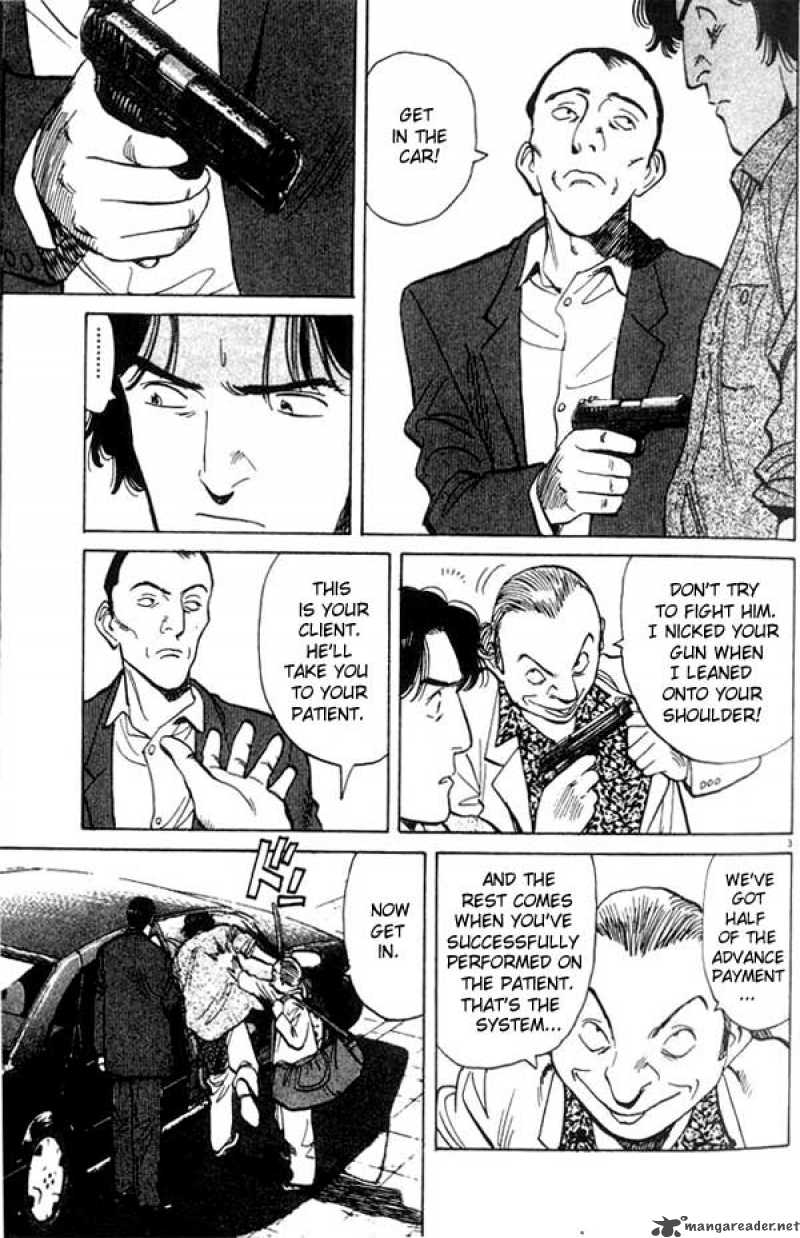 GET
IN THE
CAR!
........
DON'T TRY
TO FIGHT HIM.
I NICKED YOUR
GUN WHEN
I LEANED
ONTO YOUR
SHOULDER!
THIS
IS YOUR
CLIENT.
HE'LL
TAKE YOU
TO YOUR
PATIENT.
3
WE'VE
GOT
HALF
OF THE
ADVANCE
PAYMENT
...
AND THE
REST COMES
WHEN YOU'VE
SUCCESSFULLY
PERFORMED ON
THE PATIENT.
THAT'S THE
SYSTEM...
NOW
GET
IN.
ドン
mangareader.net